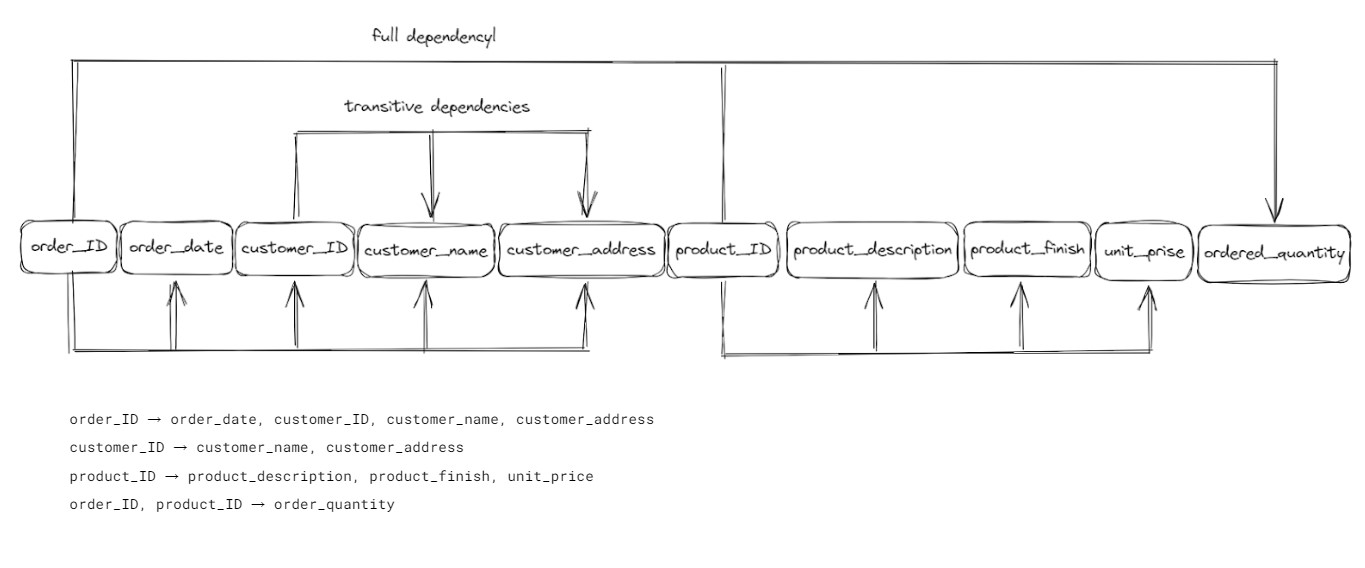 full dependencyl
transitive dependencies
order_ID order_date customer_ID customer_name customer_address product_ID product_description product_finish unit_prise ordered_quantity
order_ID → order_date, customer_ID, customer_name, customer_address
customer_ID → customer_name, customer_address
product_ID → product_description, product_finish, unit_price
order_ID, product_ID → order_quantity